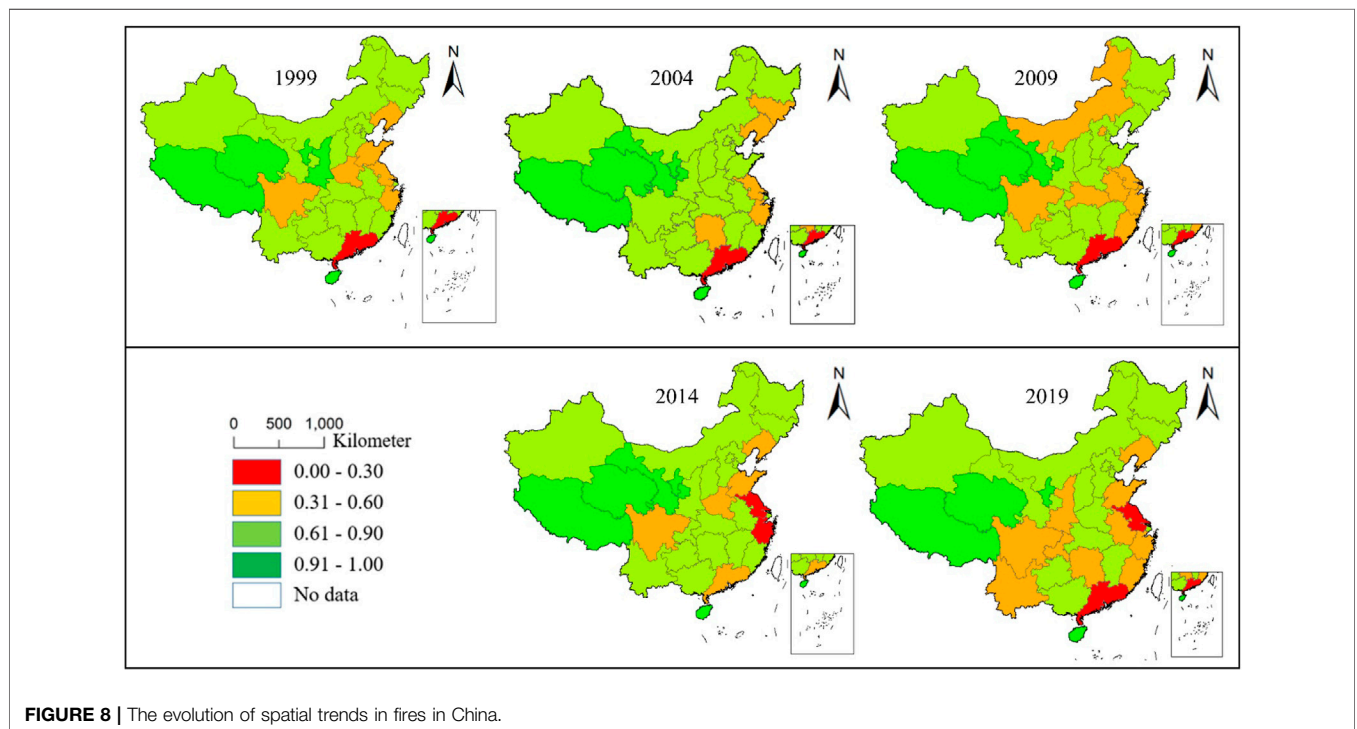 1999
N
2004
N
2009
N
2014
N
2019
N
0 500 1,000
Kilometer
0.00 - 0.30
0.31 - 0.60
0.61 - 0.90
0.91 - 1.00
No data
FIGURE 8 | The evolution of spatial trends in fires in China.